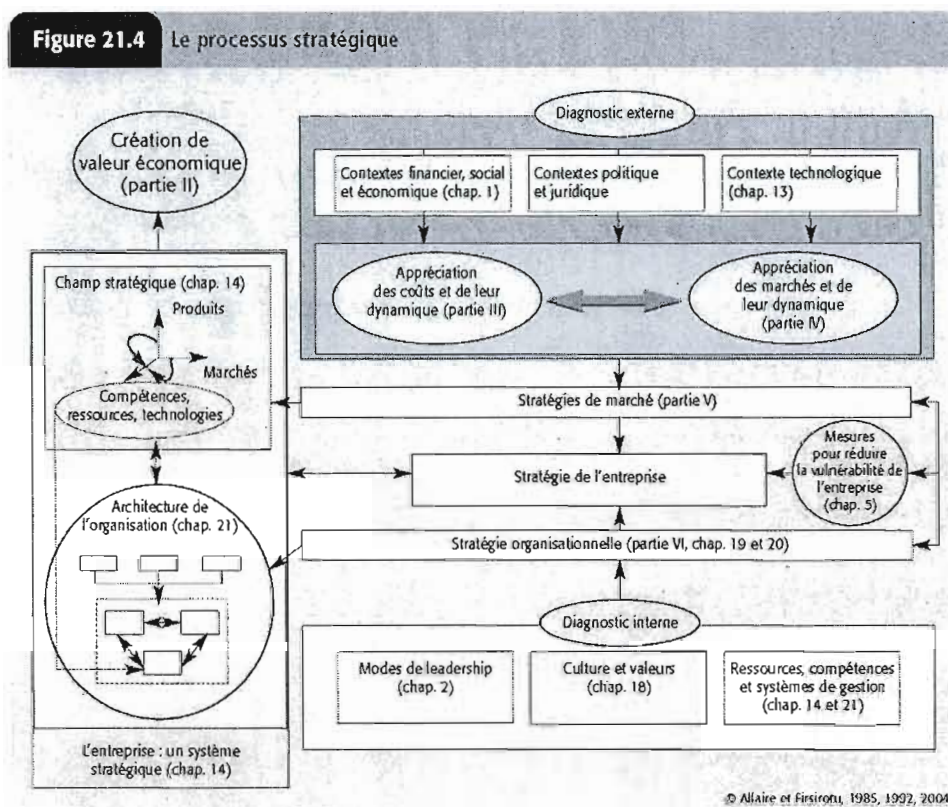 Figure 21.4 Le processus stratégique
Création de
valeur économique
(partie II)
Diagnostic externe
Contextes financier, social
et économique (chap. 1)
Contextes politique
et juridique
Contexte technologique
(chap. 13)
Appréciation
des coûts et de leur
dynamique (partie III)
Appréciation
des marchés et de
leur dynamique
(partie IV)
Champ stratégique (chap. 14)
Produits
Marchés
Compétences,
ressources, technologies
Stratégies de marché (partie V)
Mesures
pour réduire
la vulnérabilité de
l'entreprise
(chap. 5)
Stratégie de l'entreprise
Architecture de
l'organisation (chap. 21)
Stratégie organisationnelle (partie VI, chap. 19 et 20)
Diagnostic interne
Modes de leadership
(chap. 2)
Culture et valeurs
(chap. 18)
Ressources, compétences
et systèmes de gestion
(chap. 14 et 21)
L'entreprise : un système
stratégique (chap. 14)
© Allaire et Firsirotu, 1985, 1992, 2004